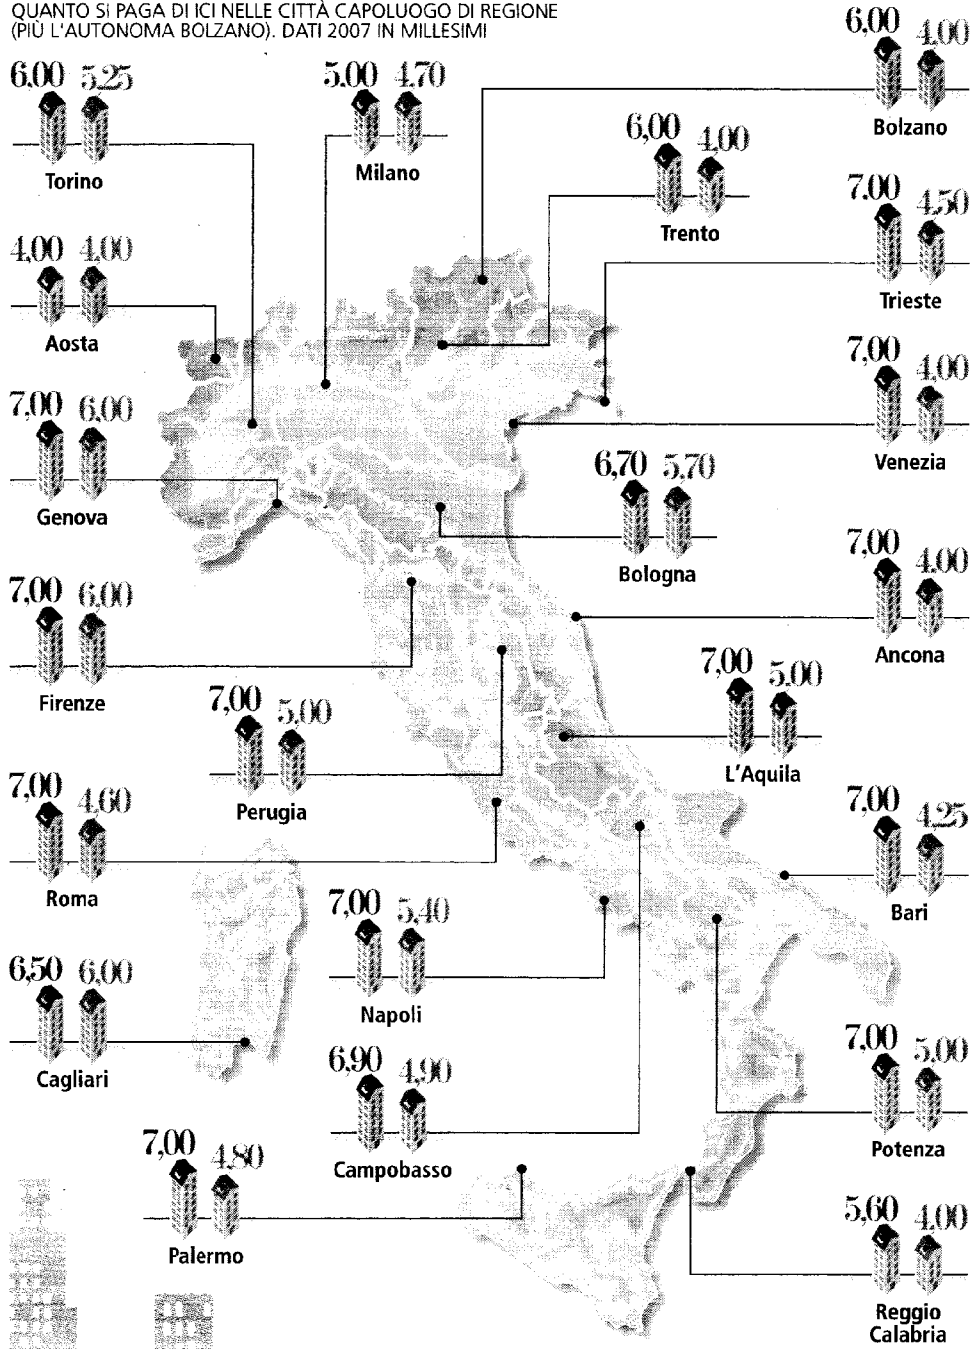 QUANTO SI PAGA DI ICI NELLE CITTÀ CAPOLUOGO DI REGIONE
(PIÙ L'AUTONOMA BOLZANO). DATI 2007 IN MILLESIMI
6,00 5,25
Torino
5,00 4,70
Milano
6,00 4,00
Bolzano
6,00 4,00
Trento
7,00 4,50
Trieste
4,00 4,00
Aosta
7,00 4,00
Venezia
7,00 6,00
Genova
6,70 5,70
Bologna
7,00 4,00
Ancona
7,00 6,00
Firenze
7,00 5,00
L'Aquila
7,00 5,00
Perugia
7,00 4,60
Roma
7,00 4,25
Bari
7,00 5,40
Napoli
6,50 6,00
Cagliari
6,90 4,90
Campobasso
7,00 5,00
Potenza
7,00 4,80
Palermo
5,60 4,00
Reggio
Calabria